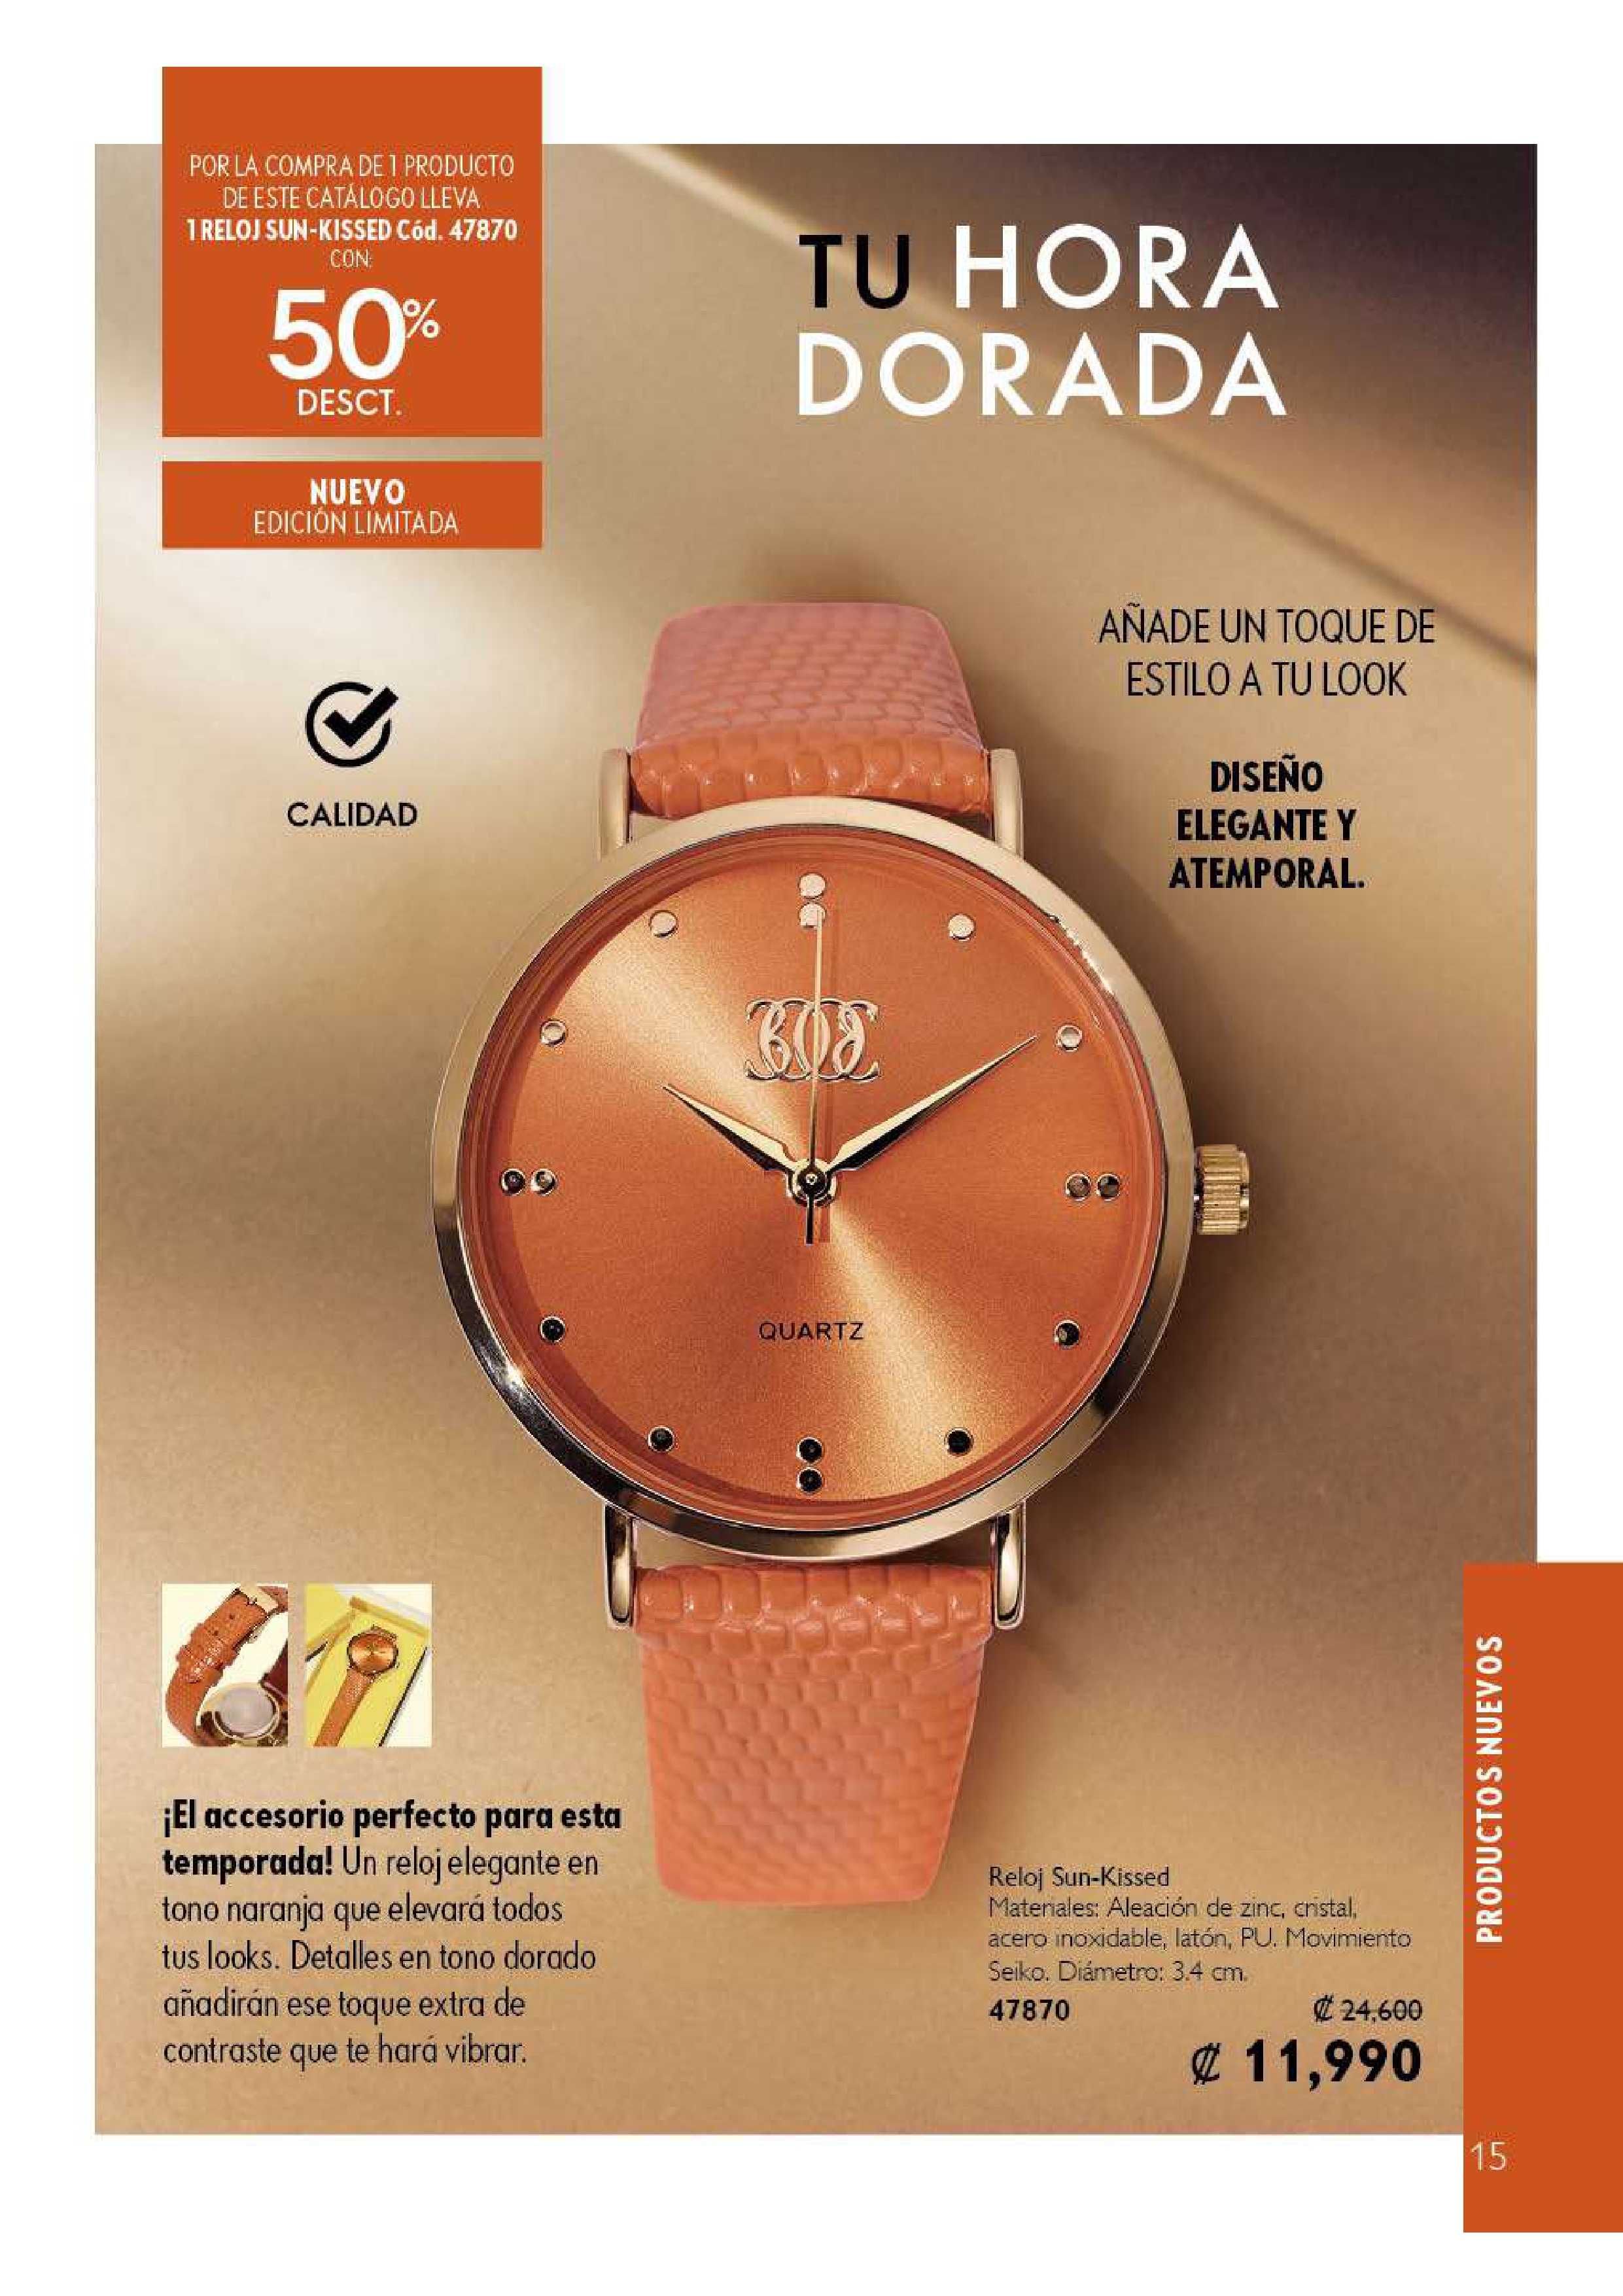 POR LA COMPRA DE 1 PRODUCTO
DE ESTE CATÁLOGO LLEVA
1 RELOJ SUN-KISSED Cód. 47870
CON:
50%
DESCT.
NUEVO
EDICIÓN LIMITADA
TU HORA
DORADA
AÑADE UN TOQUE DE
ESTILO A TU LOOK
DISEÑO
ELEGANTE Y
ATEMPORAL.
CALIDAD
QUARTZ
¡El accesorio perfecto para esta
temporada! Un reloj elegante en
tono naranja que elevará todos
tus looks. Detalles en tono dorado
añadirán ese toque extra de
contraste que te hará vibrar.
Reloj Sun-Kissed
Materiales: Aleación de zinc, cristal,
acero inoxidable, latón, PU. Movimiento
Seiko. Diámetro: 3.4 cm.
47870 ₡ 24,600
₡ 11,990
PRODUCTOS NUEVOS
15